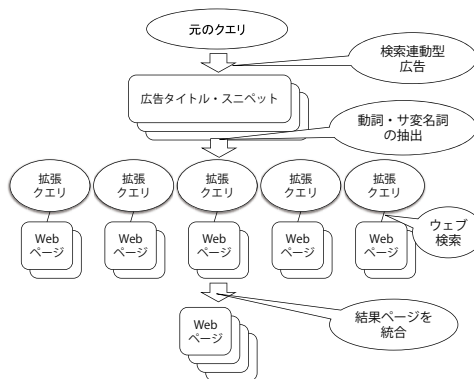 元のクエリ
検索連動型
広告
広告タイトル・スニペット
動詞・サ変名詞
の抽出
拡張
クエリ
拡張
クエリ
拡張
クエリ
拡張
クエリ
拡張
クエリ
Web
ページ
Web
ページ
Web
ページ
Web
ページ
Web
ページ
ウェブ
検索
結果ページを
統合
Web
ページ